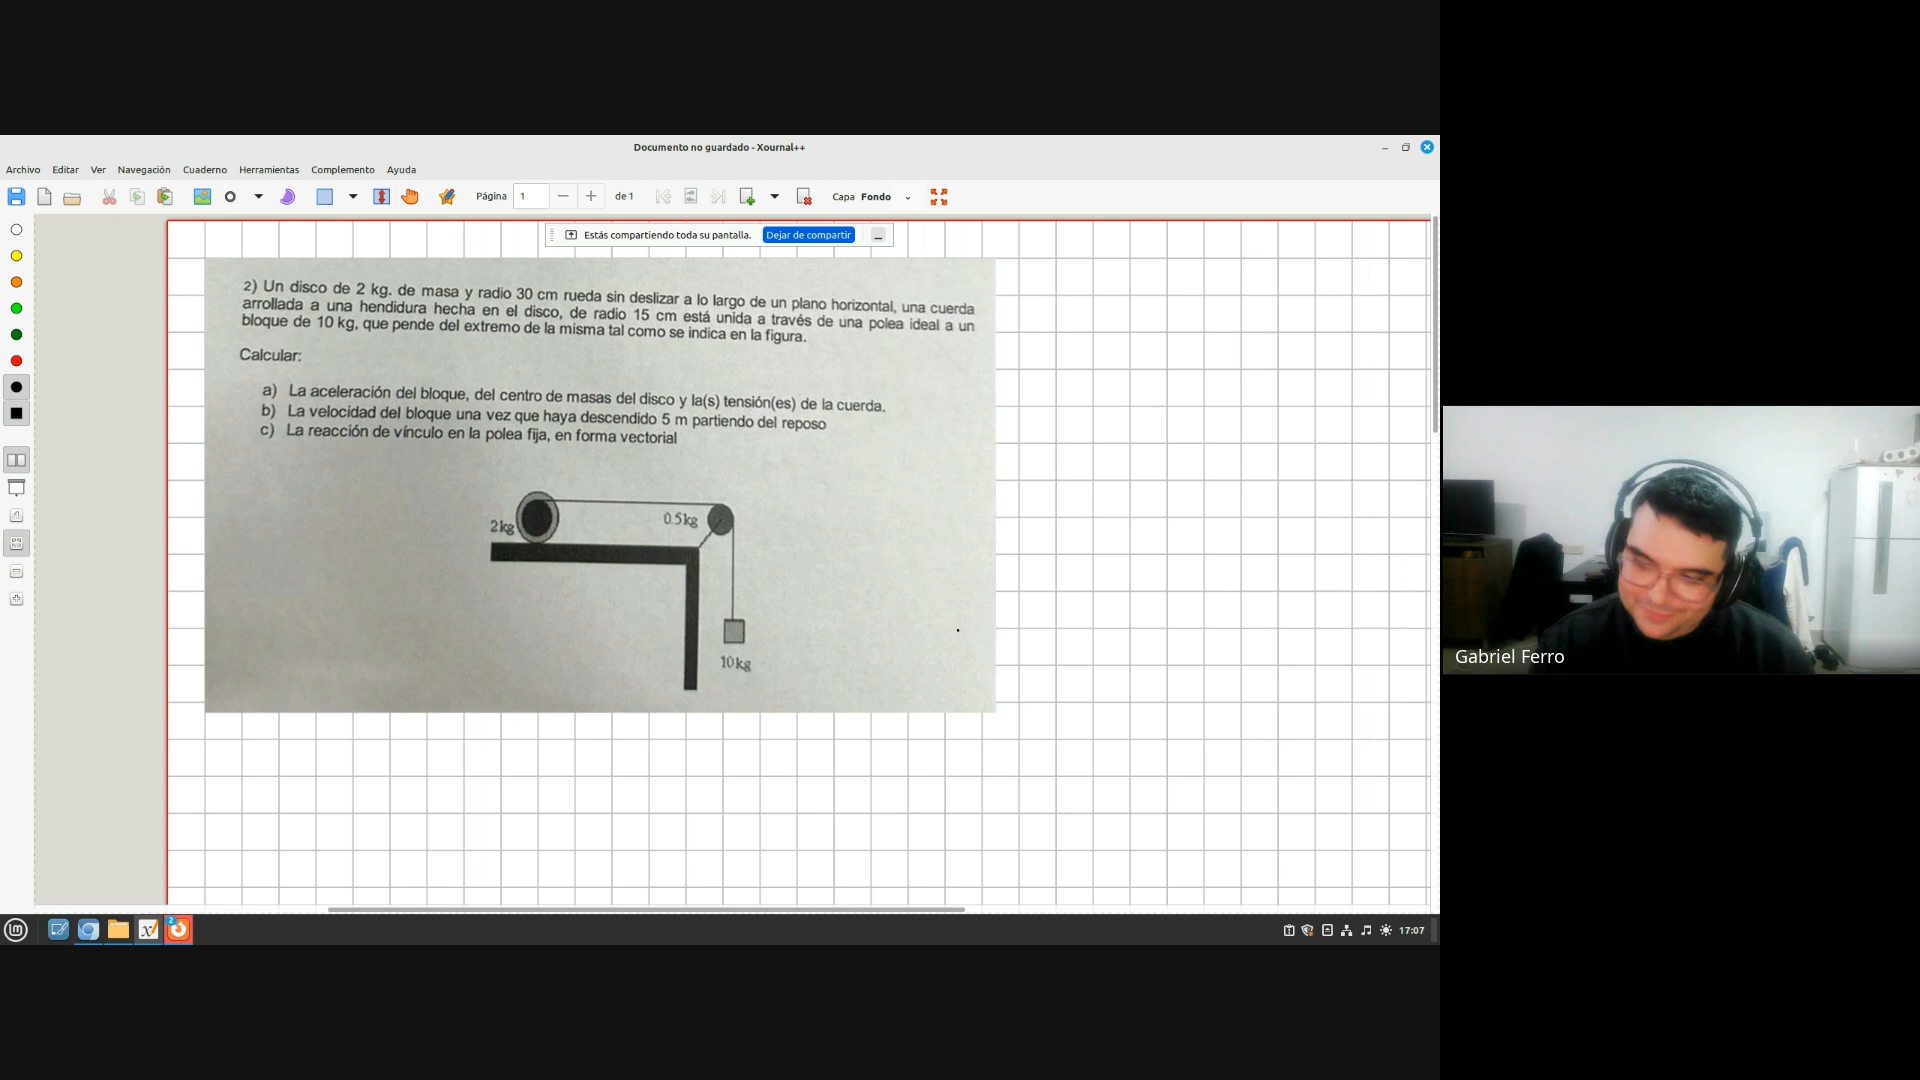 Documento no guardado - Xournal++
Archivo Editar Ver Navegación Cuaderno Herramientas Complemento Ayuda
Página 1 de 1 Capa Fondo
Estás compartiendo toda su pantalla. Dejar de compartir
2) Un disco de 2 kg. de masa y radio 30 cm rueda sin deslizar a lo largo de un plano horizontal, una cuerda
arrollada a una hendidura hecha en el disco, de radio 15 cm está unida a través de una polea ideal a un
bloque de 10 kg, que pende del extremo de la misma tal como se indica en la figura.
Calcular:
a) La aceleración del bloque, del centro de masas del disco y la(s) tensión(es) de la cuerda.
b) La velocidad del bloque una vez que haya descendido 5 m partiendo del reposo
c) La reacción de vínculo en la polea fija, en forma vectorial
2kg
0.5kg
10kg
Gabriel Ferro
2
17:07